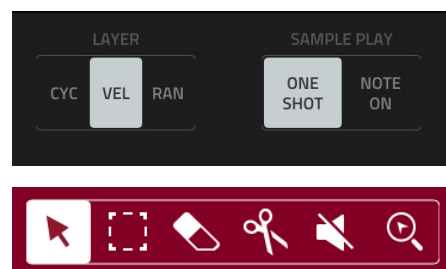 LAYER
SAMPLE PLAY
CYC VEL RAN
ONE SHOT
NOTE ON